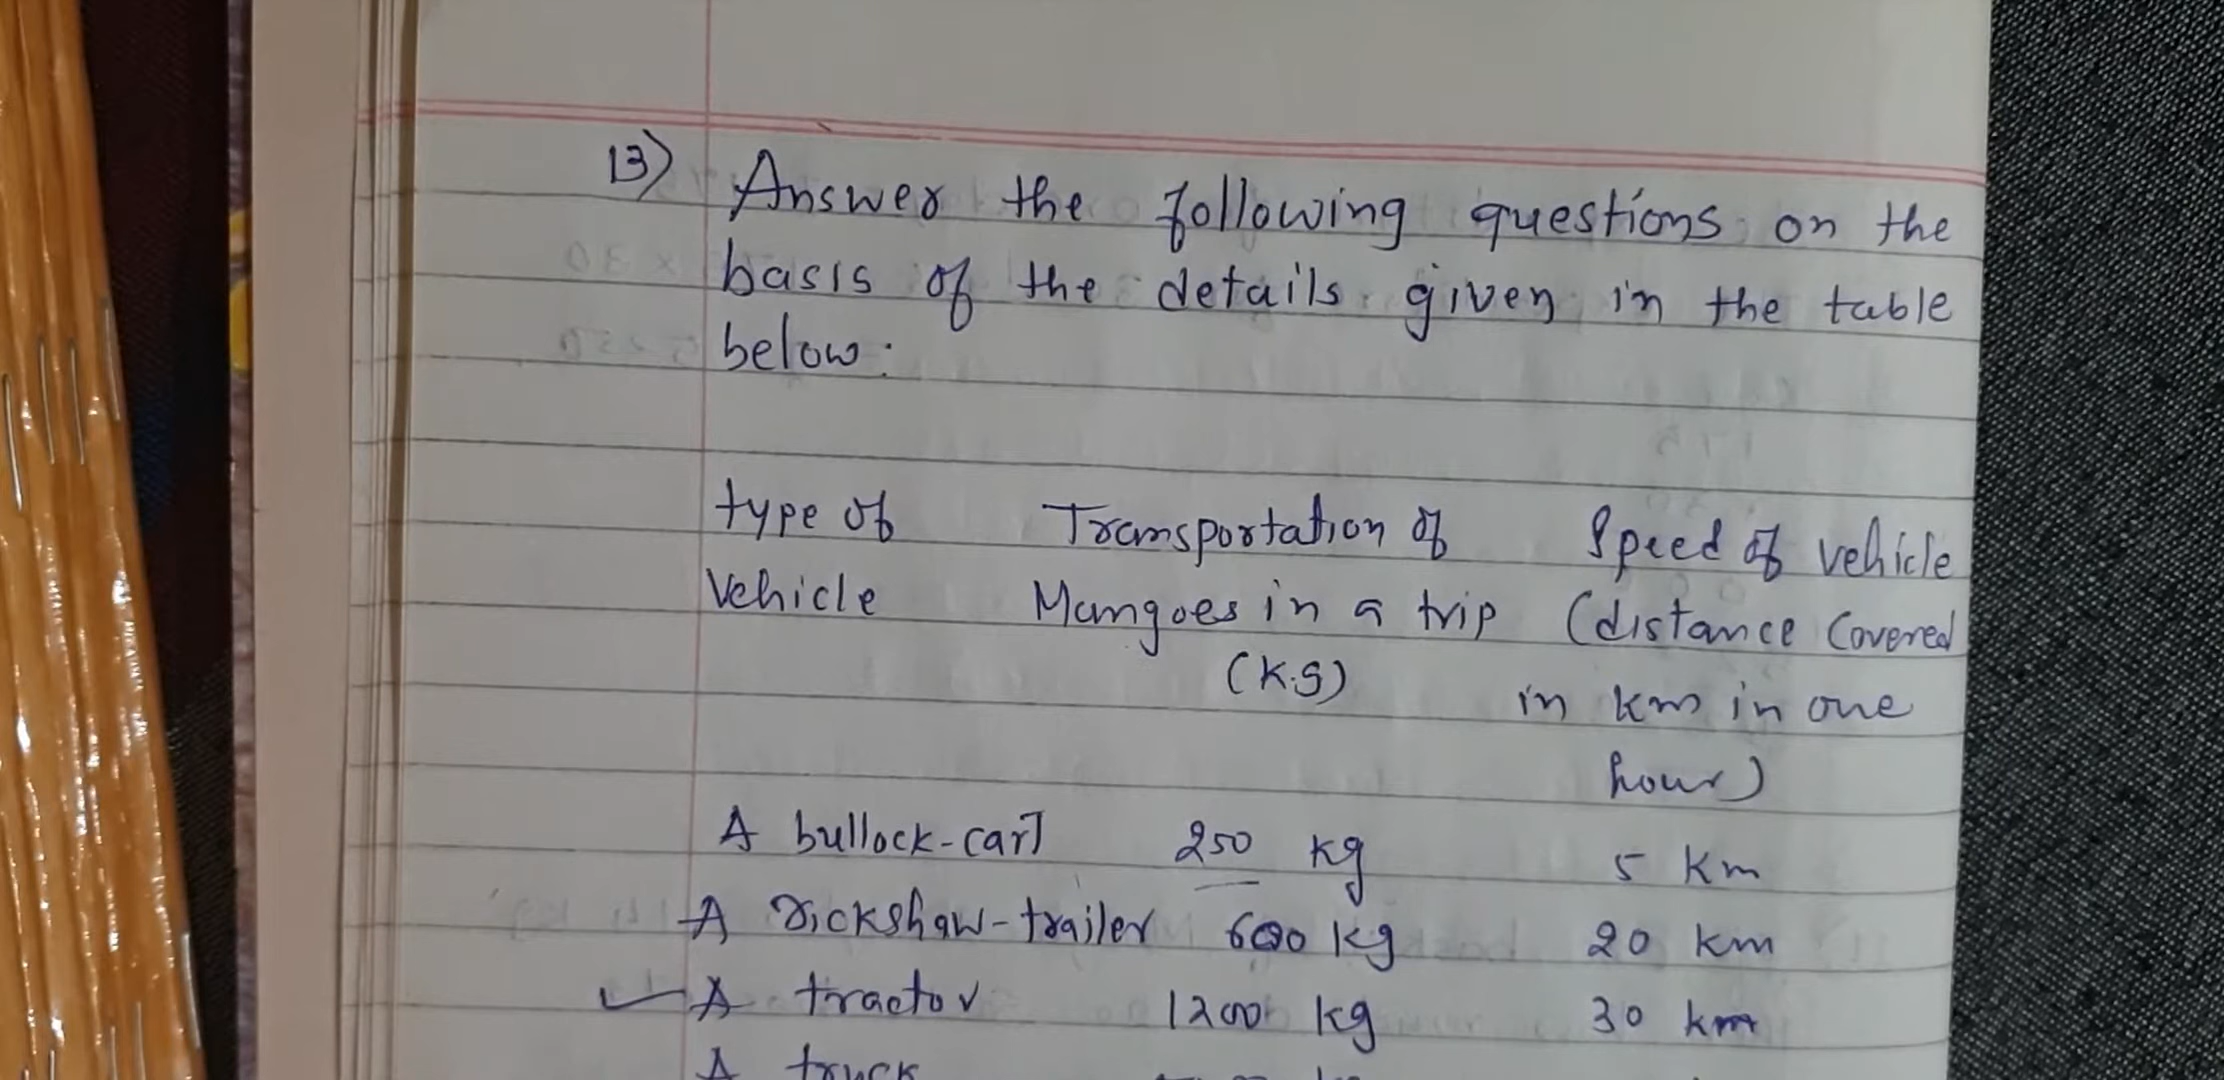 13) Answer the following questions on the
basis of the details given in the table
below:
type of Transportation of Speed of vehicle
Vehicle Mangoes in a trip (distance Covered
(K.g) in km in one
hour)
A bullock-cart 250 kg 5 Km
A rickshaw-trailer 600 kg 20 km
A tractor 1200 kg 30 km
A truck